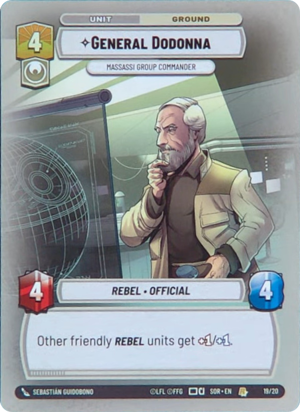 UNIT GROUND
4 ✧GENERAL DODONNA
MASSASSI GROUP COMMANDER
4 REBEL • OFFICIAL 4
Other friendly REBEL units get +1/+1.
SEBASTIÁN GUIDOBONO ©LFL ©FFG SOR • EN 19/20